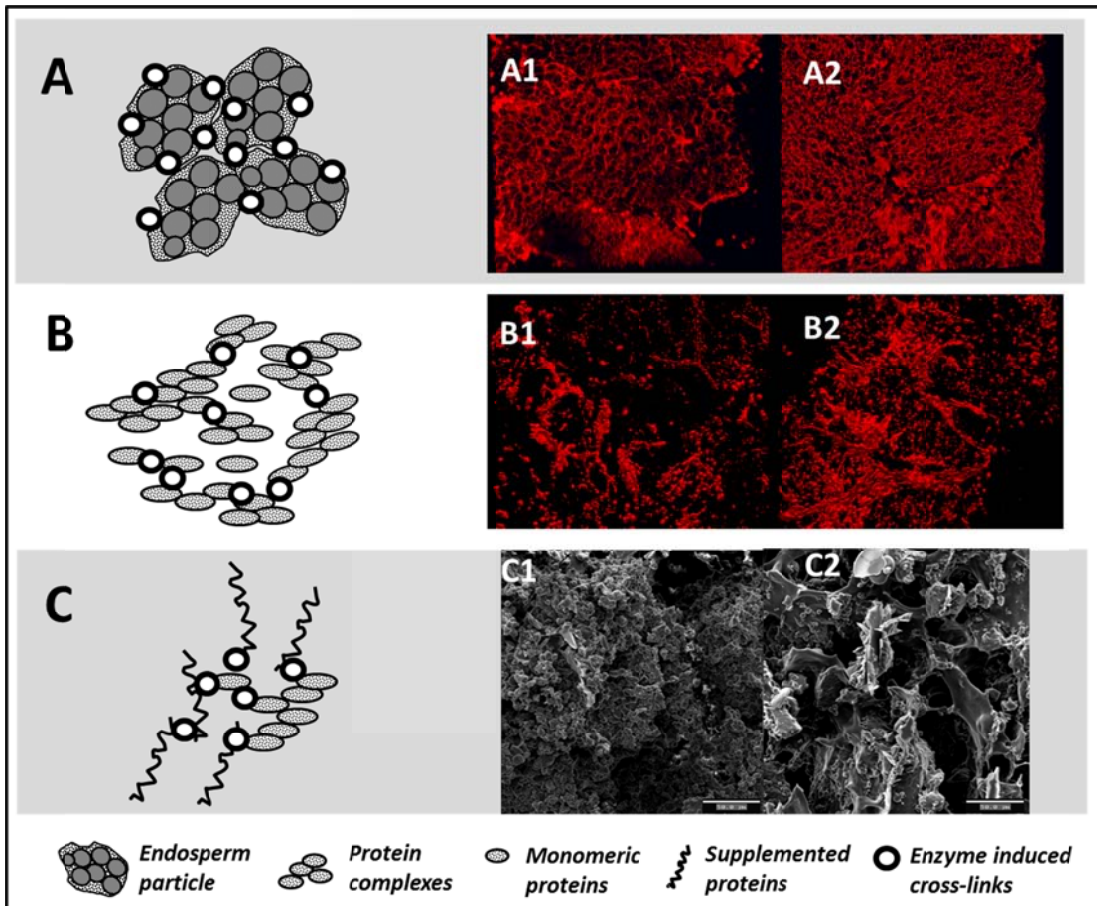 A
A1
A2
B
B1
B2
C
C1
C2
Endosperm
particle
Protein
complexes
Monomeric
proteins
Supplemented
proteins
Enzyme induced
cross-links